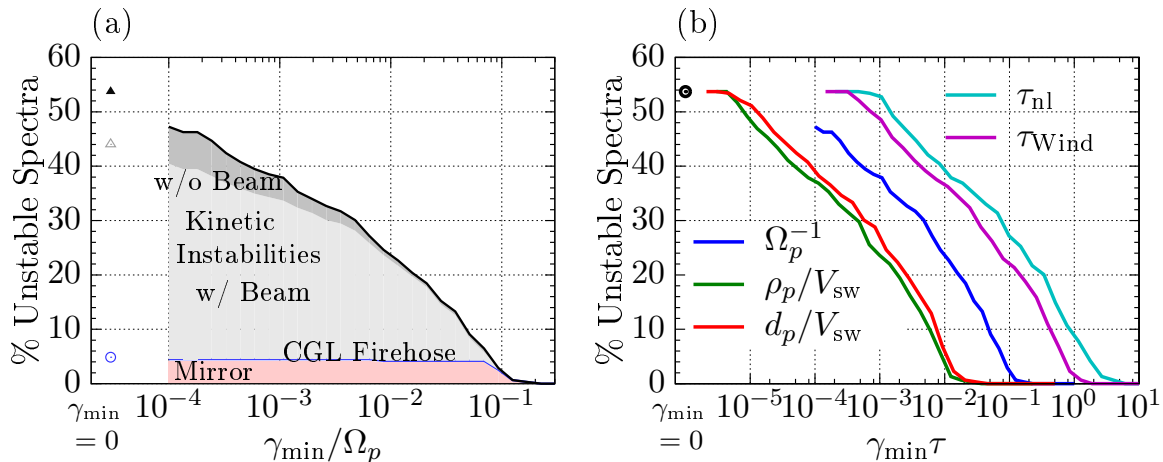 (a)
% Unstable Spectra
60
50
40
30
20
10
0
w/o Beam
Kinetic
Instabilities
w/ Beam
CGL Firehose
Mirror
γmin
= 0
10⁻⁴
10⁻³
10⁻²
10⁻¹
γmin/Ωp
(b)
% Unstable Spectra
60
50
40
30
20
10
0
τnl
τWind
Ωp⁻¹
ρp/Vsw
dp/Vsw
γmin
= 0
10⁻⁵
10⁻⁴
10⁻³
10⁻²
10⁻¹
10⁰
10¹
γminτ